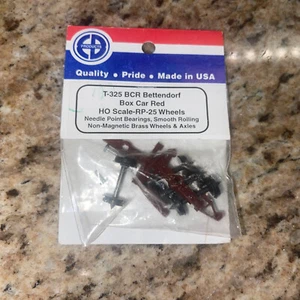 PRODUCTS
Quality • Pride • Made in USA
T-325 BCR Bettendorf
Box Car Red
HO Scale-RP-25 Wheels
Needle Point Bearings, Smooth Rolling
Non-Magnetic Brass Wheels & Axles